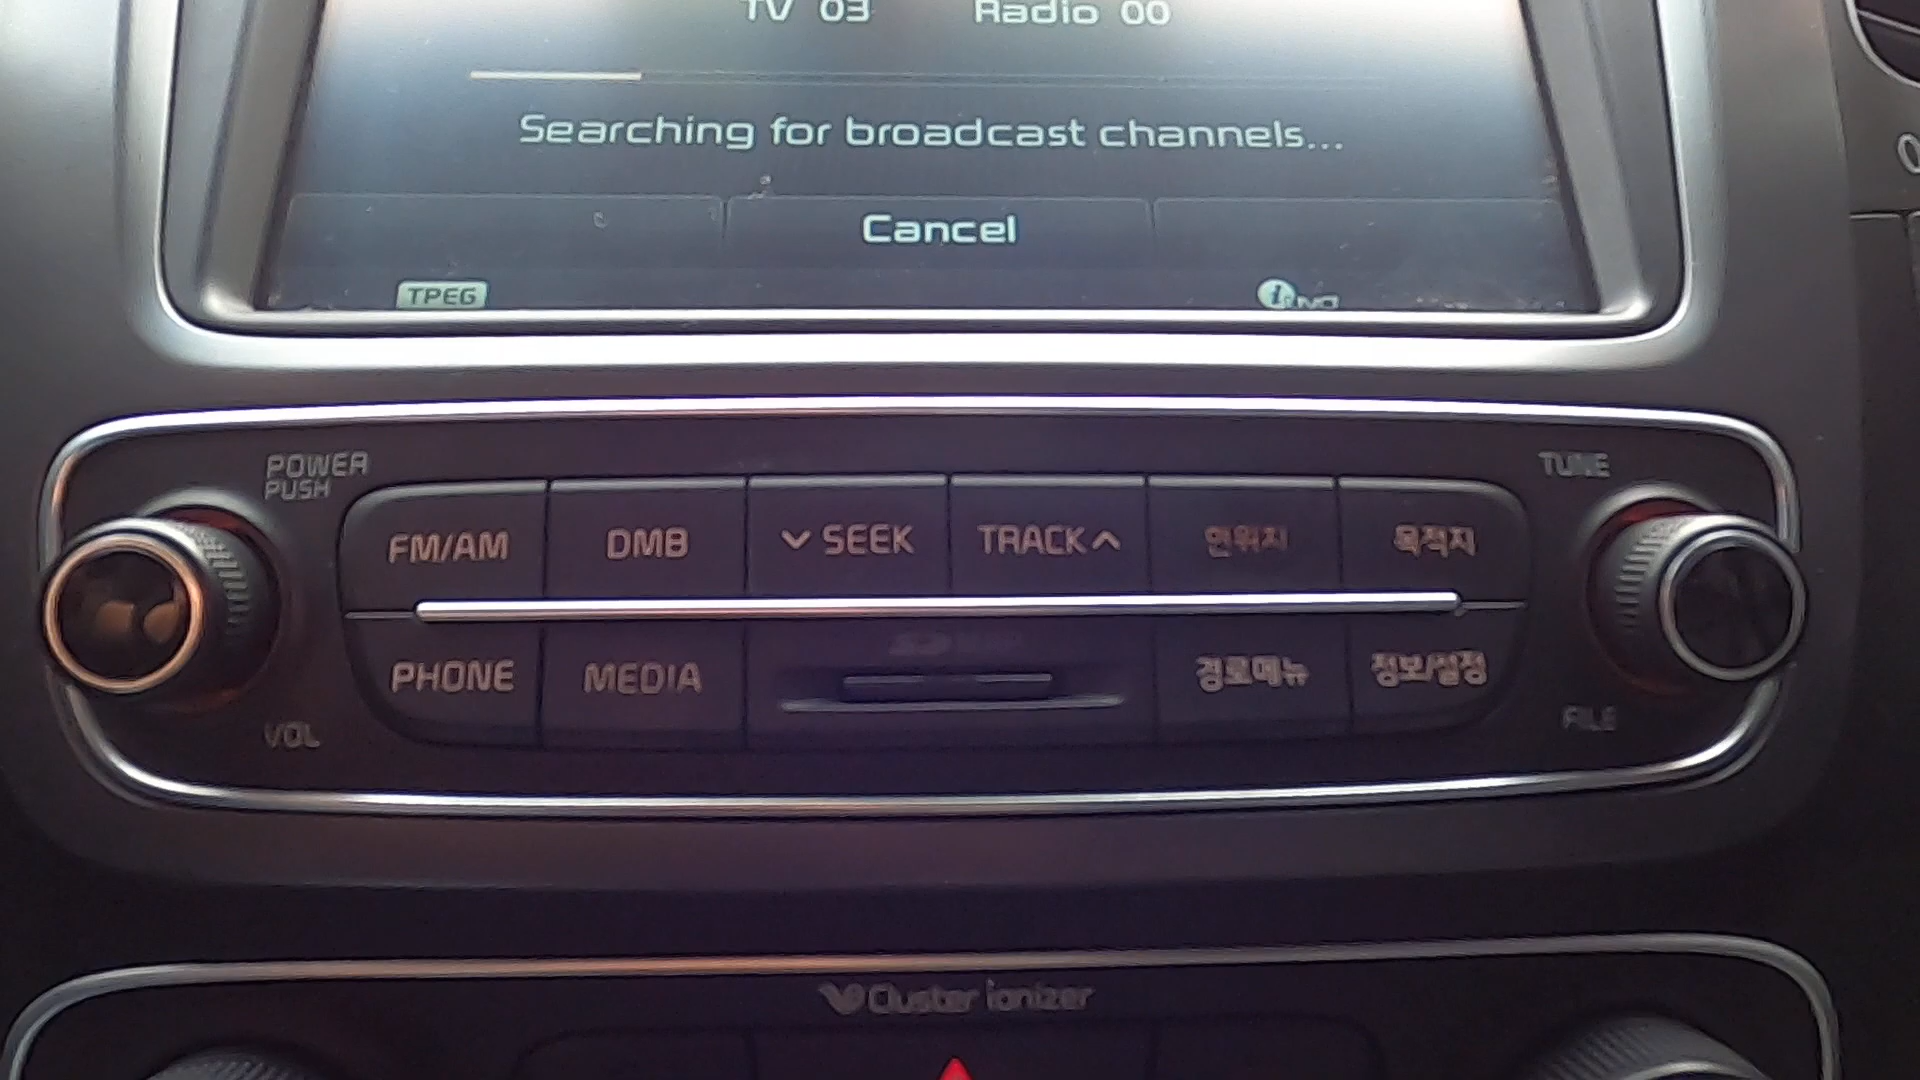 TV 03 Radio 00
Searching for broadcast channels...
Cancel
TPEG
POWER
PUSH
TUNE
FM/AM DMB SEEK TRACK 현위치 목적지
PHONE MEDIA 경로메뉴 정보/설정
VOL
FILE
Cluster ionizer